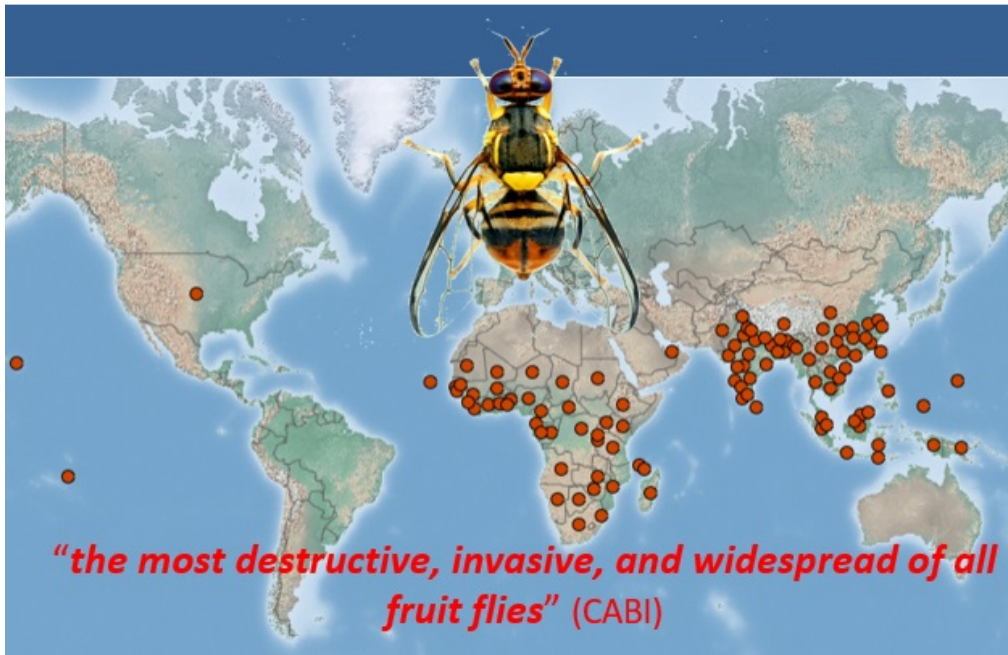 “the most destructive, invasive, and widespread of all
fruit flies” (CABI)